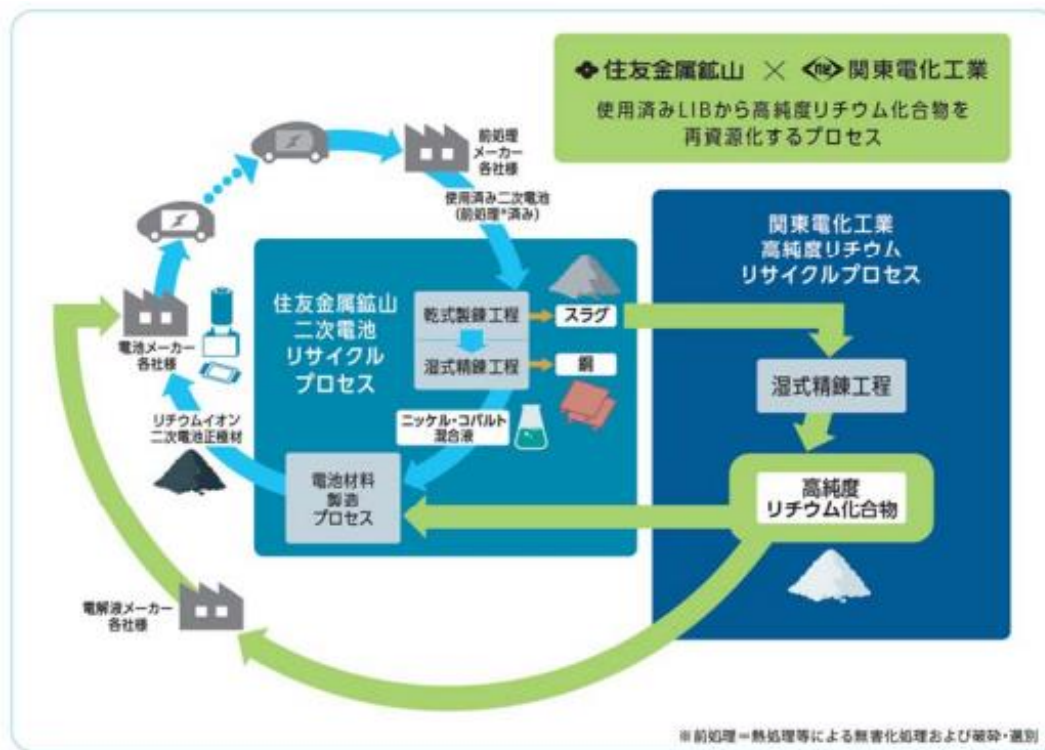 住友金属鉱山 × 関東電化工業
使用済みLIBから高純度リチウム化合物を
再資源化するプロセス
前処理
メーカー
各社様
使用済み二次電池
(前処理*済み)
関東電化工業
高純度リチウム
リサイクルプロセス
住友金属鉱山
二次電池
リサイクル
プロセス
乾式製錬工程
スラグ
湿式精錬工程
銅
湿式精錬工程
電池メーカー
各社様
ニッケル・コバルト
混合液
リチウムイオン
二次電池正極材
電池材料
製造
プロセス
高純度
リチウム化合物
電解液メーカー
各社様
※前処理=熱処理等による無害化処理および破砕・選別